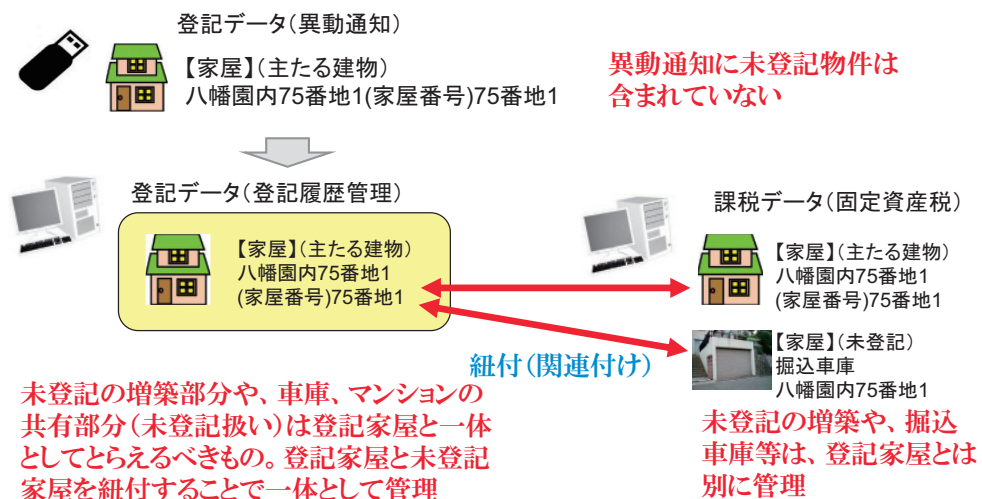 登記データ(異動通知)
【家屋】(主たる建物)
八幡園内75番地1(家屋番号)75番地1
異動通知に未登記物件は
含まれていない
登記データ(登記履歴管理)
【家屋】(主たる建物)
八幡園内75番地1
(家屋番号)75番地1
課税データ(固定資産税)
【家屋】(主たる建物)
八幡園内75番地1
(家屋番号)75番地1
【家屋】(未登記)
掘込車庫
八幡園内75番地1
紐付(関連付け)
未登記の増築部分や、車庫、マンションの
共有部分(未登記扱い)は登記家屋と一体
としてとらえるべきもの。登記家屋と未登記
家屋を紐付することで一体として管理
未登記の増築や、掘込
車庫等は、登記家屋とは
別に管理